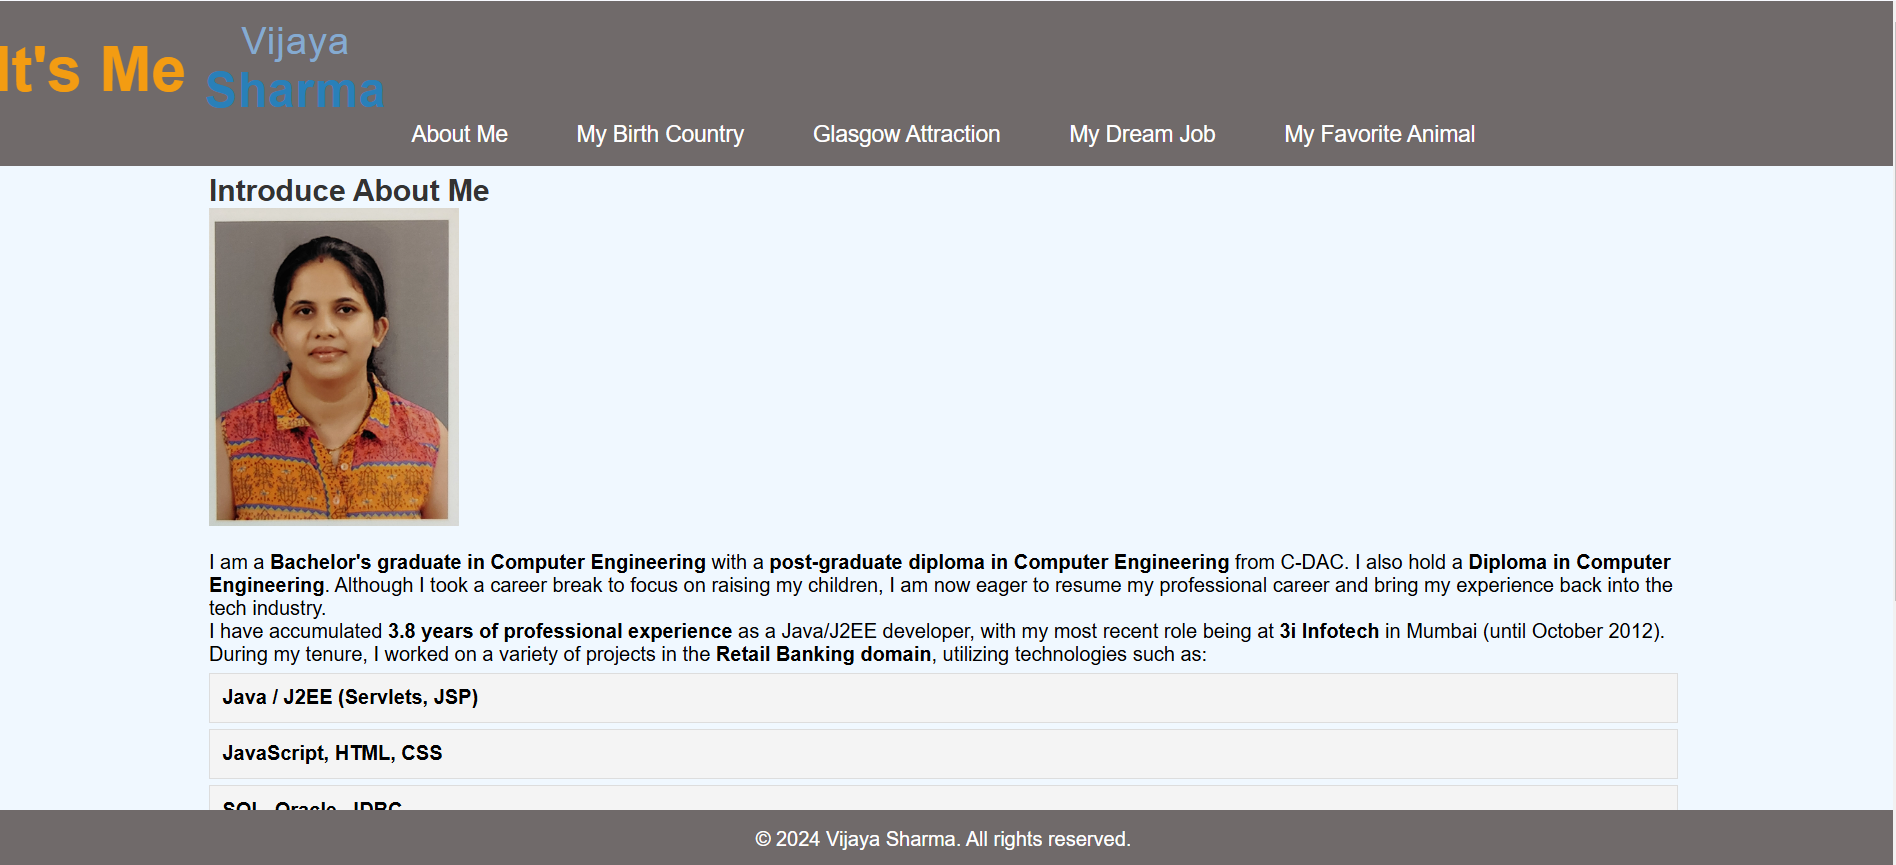 It's Me
Vijaya
Sharma
About Me My Birth Country Glasgow Attraction My Dream Job My Favorite Animal
Introduce About Me
I am a Bachelor's graduate in Computer Engineering with a post-graduate diploma in Computer Engineering from C-DAC. I also hold a Diploma in Computer
Engineering. Although I took a career break to focus on raising my children, I am now eager to resume my professional career and bring my experience back into the
tech industry.
I have accumulated 3.8 years of professional experience as a Java/J2EE developer, with my most recent role being at 3i Infotech in Mumbai (until October 2012).
During my tenure, I worked on a variety of projects in the Retail Banking domain, utilizing technologies such as:
Java / J2EE (Servlets, JSP)
JavaScript, HTML, CSS
SQL, Oracle, JDBC
© 2024 Vijaya Sharma. All rights reserved.